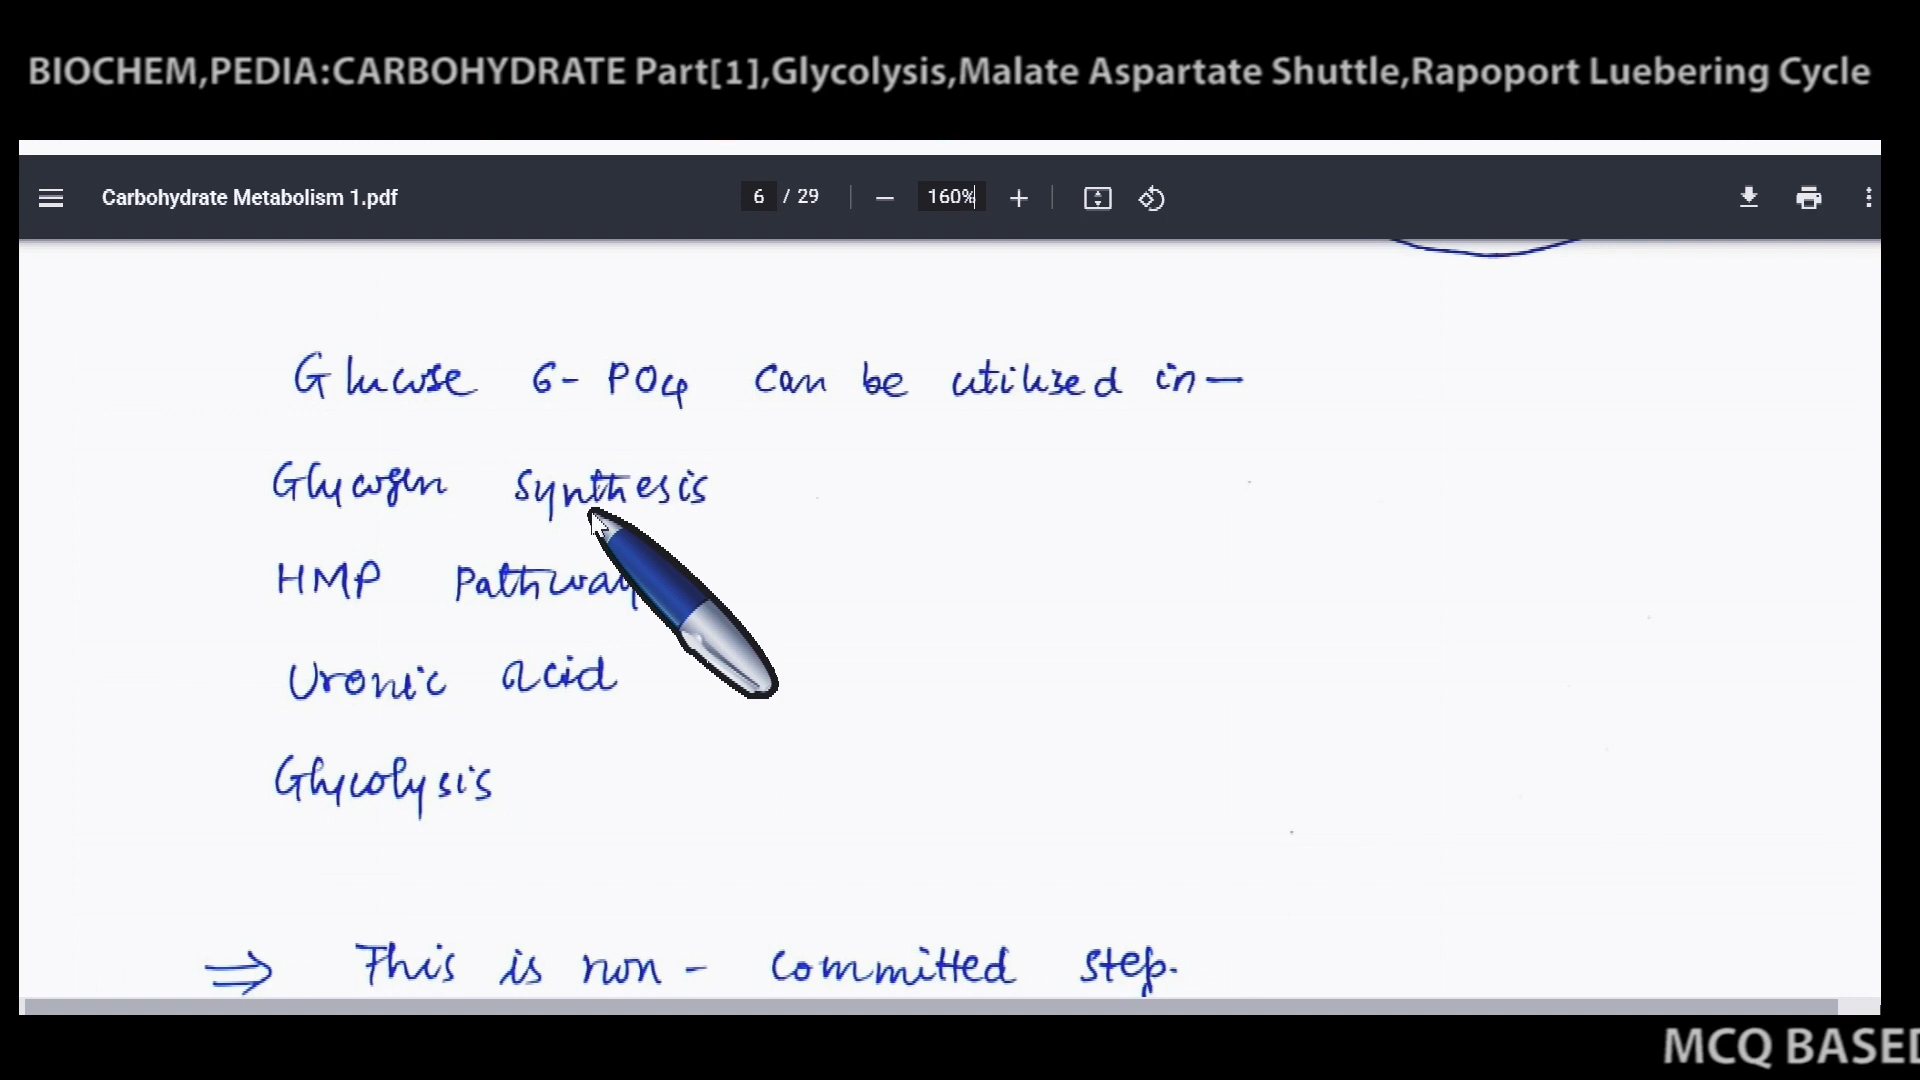 BIOCHEM,PEDIA:CARBOHYDRATE Part[1],Glycolysis,Malate Aspartate Shuttle,Rapoport Luebering Cycle
Carbohydrate Metabolism 1.pdf 6 / 29 160%
Glucose 6-PO4 can be utilized in-
Glycogen synthesis
HMP Pathway
Uronic acid
Glycolysis
⇒ This is non-committed step.
MCQ BASED